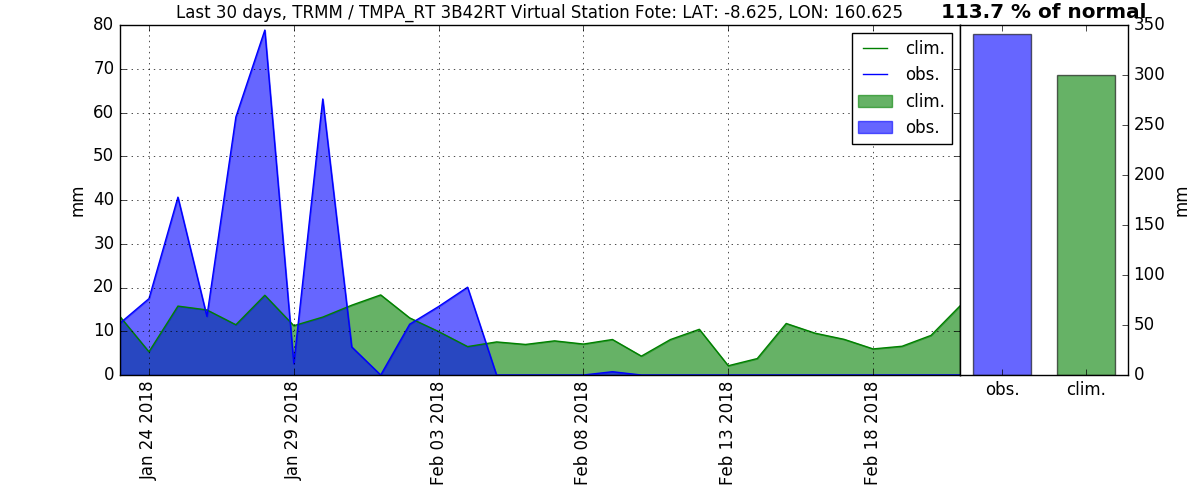 Last 30 days, TRMM / TMPA_RT 3B42RT Virtual Station Fote: LAT: -8.625, LON: 160.625
113.7 % of normal
80
70
60
50
40
30
20
10
0
mm
clim.
obs.
clim.
obs.
Jan 24 2018
Jan 29 2018
Feb 03 2018
Feb 08 2018
Feb 13 2018
Feb 18 2018
350
300
250
200
150
100
50
0
mm
obs.
clim.